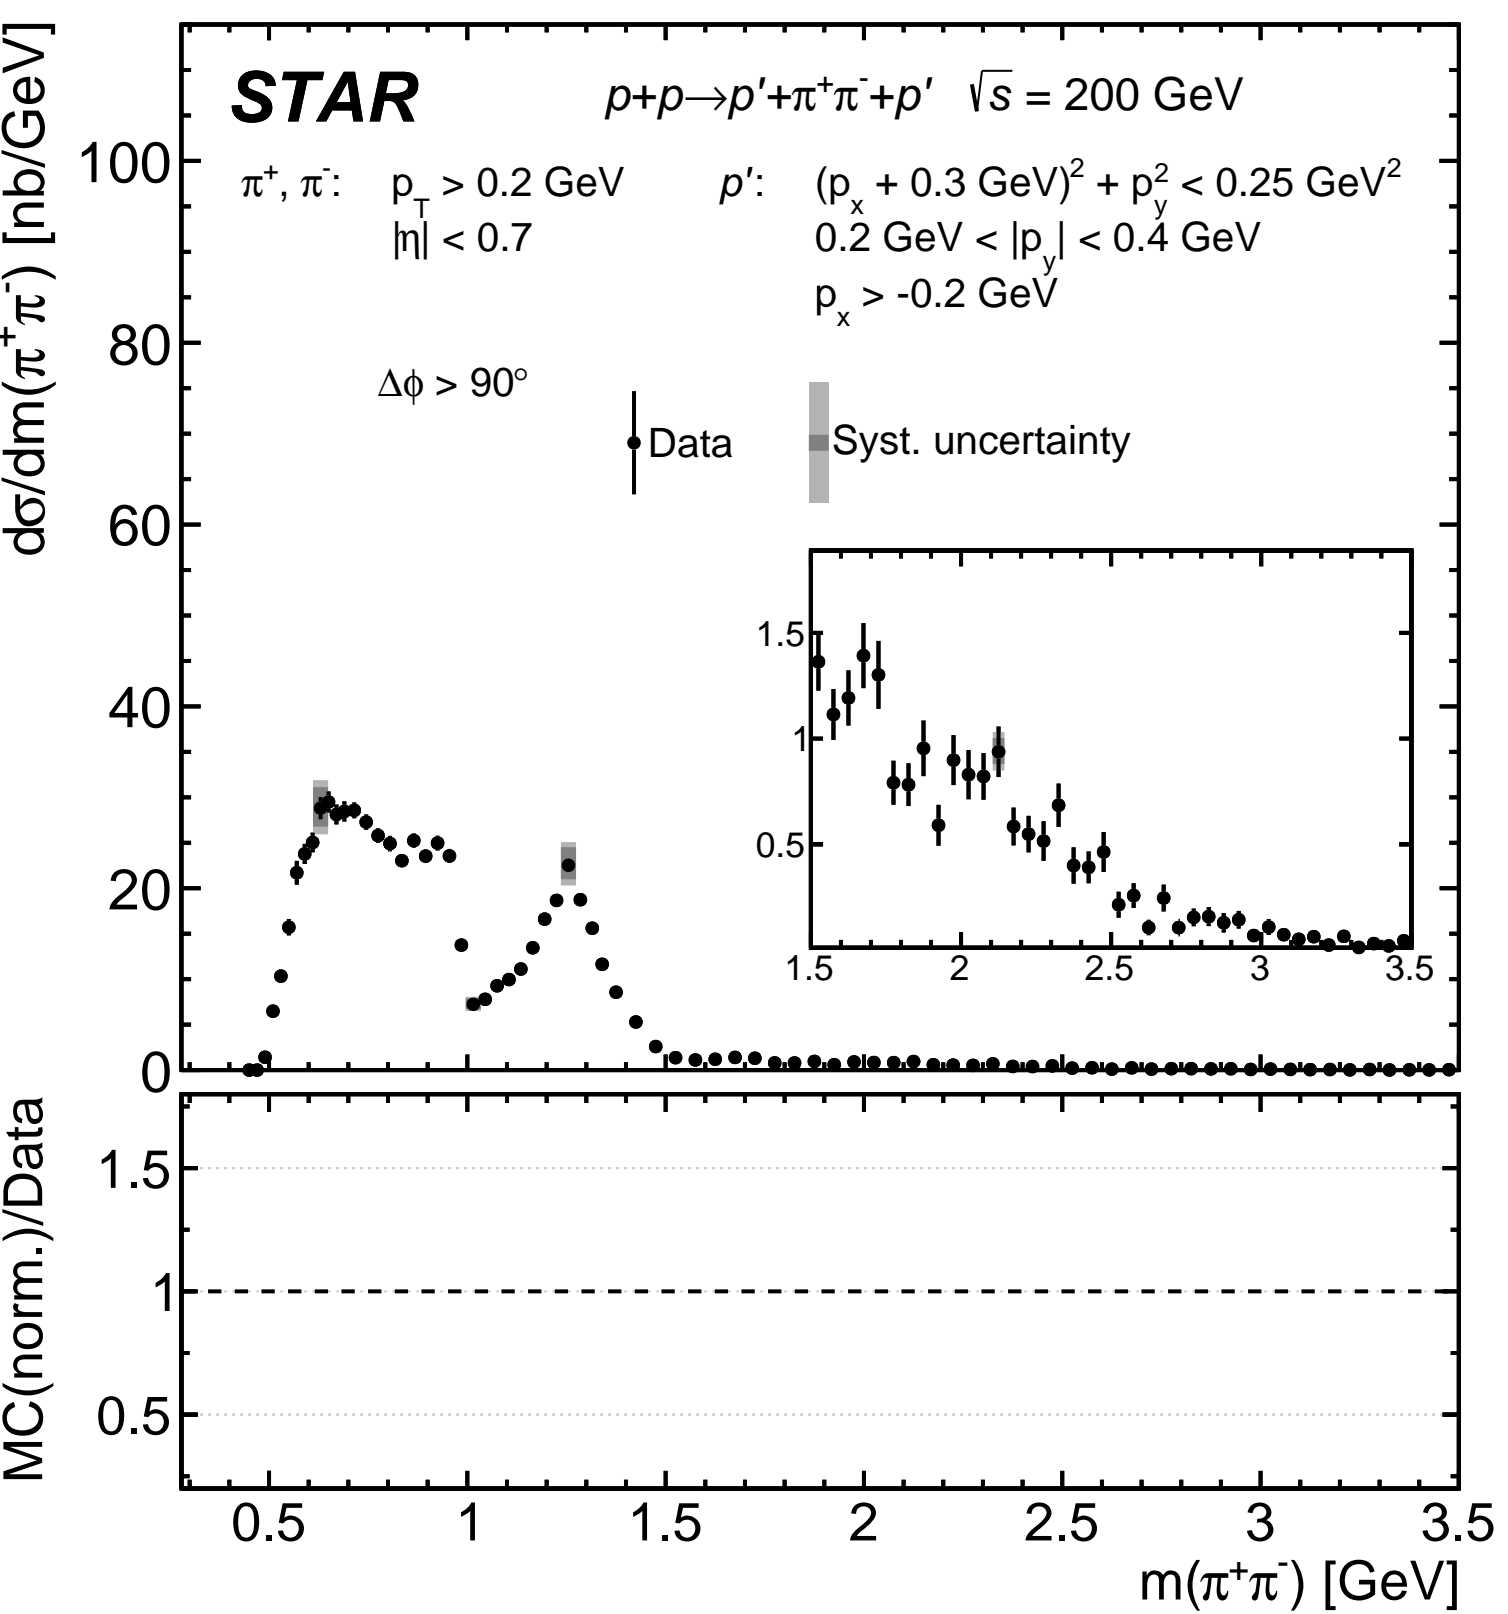 STAR p+p→p′+π⁺π⁻+p′ √s = 200 GeV
π⁺, π⁻: p_T > 0.2 GeV p′: (p_x + 0.3 GeV)² + p_y² < 0.25 GeV²
|η| < 0.7 0.2 GeV < |p_y| < 0.4 GeV
p_x > -0.2 GeV
Δϕ > 90°
Data Syst. uncertainty
dσ/dm(π⁺π⁻) [nb/GeV]
100
80
60
40
20
0
1.5
1
0.5
1.5 2 2.5 3 3.5
MC(norm.)/Data
1.5
1
0.5
0.5 1 1.5 2 2.5 3 3.5
m(π⁺π⁻) [GeV]